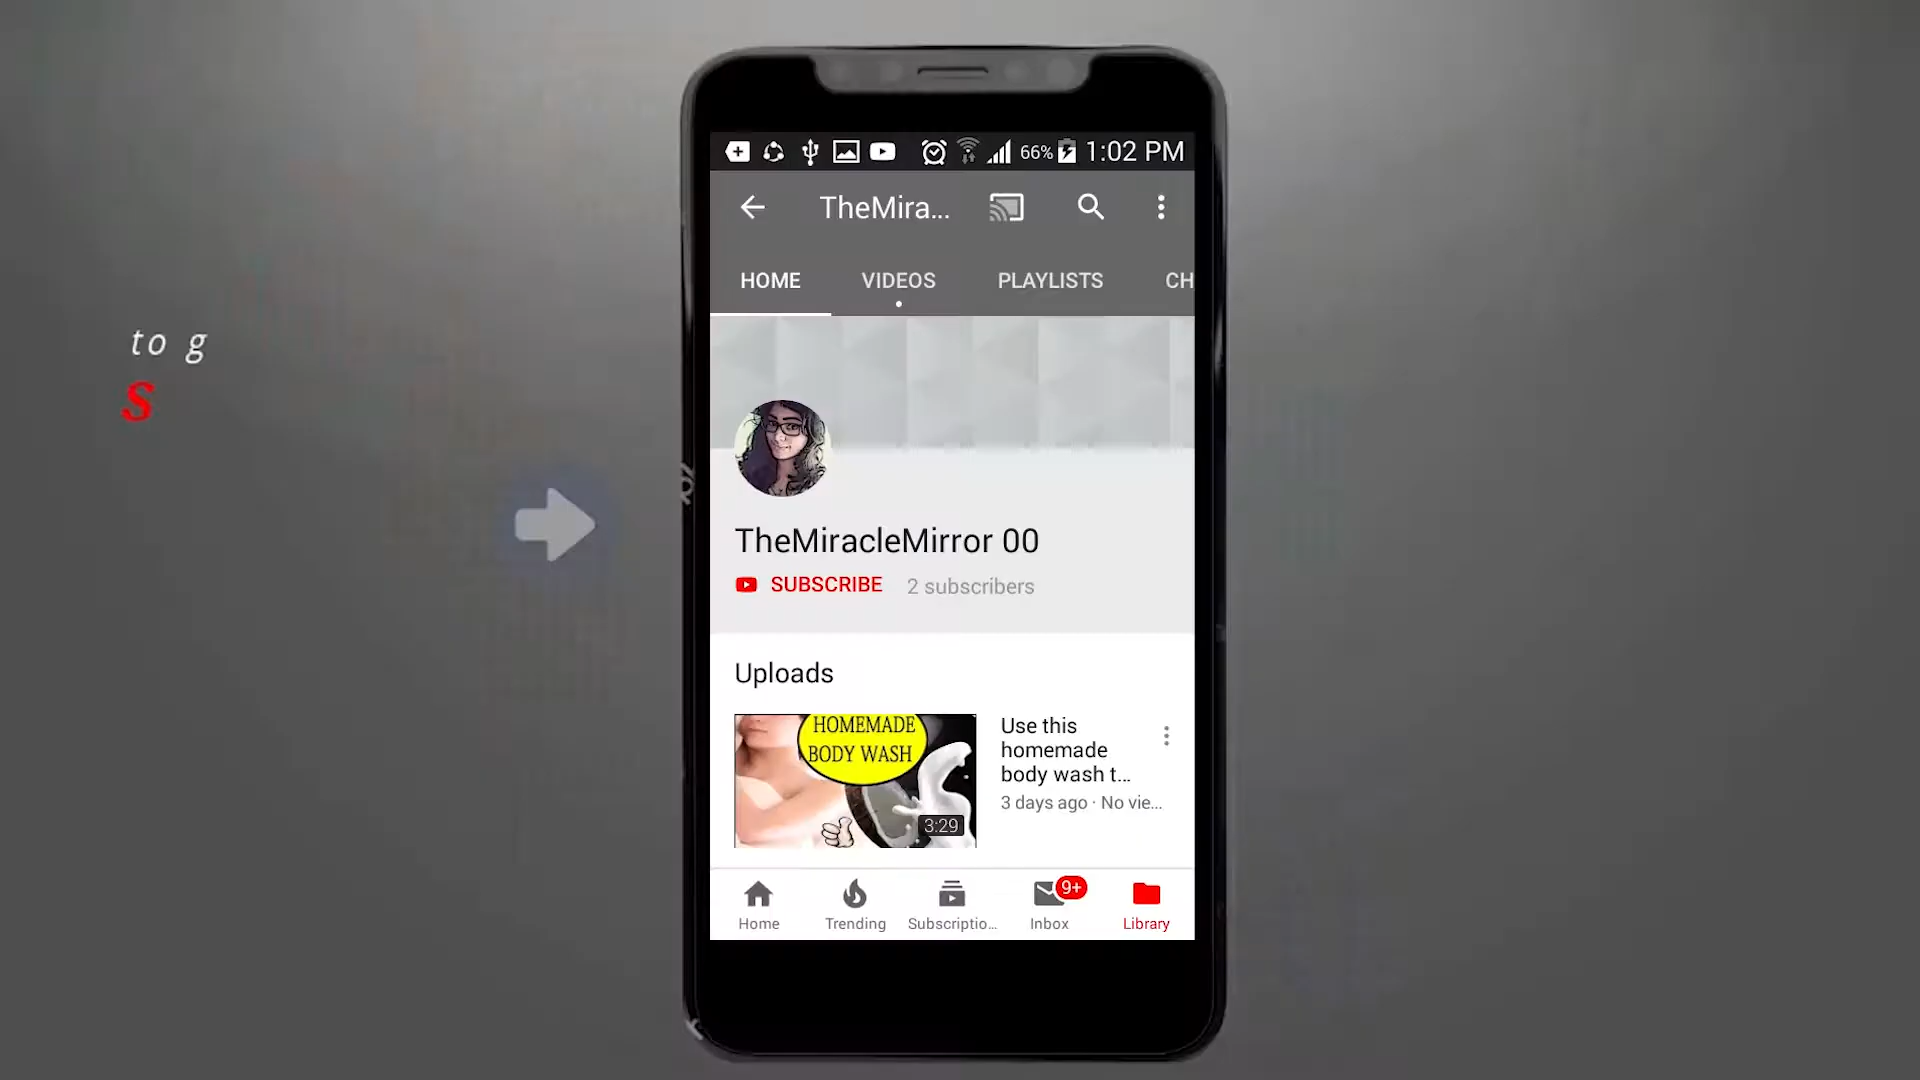 66% 1:02 PM
TheMira...
HOME VIDEOS PLAYLISTS CH
to g
S
TheMiracleMirror 00
SUBSCRIBE 2 subscribers
Uploads
HOMEMADE
BODY WASH
3:29
Use this
homemade
body wash t...
3 days ago · No vie...
9+
Home Trending Subscriptio... Inbox Library